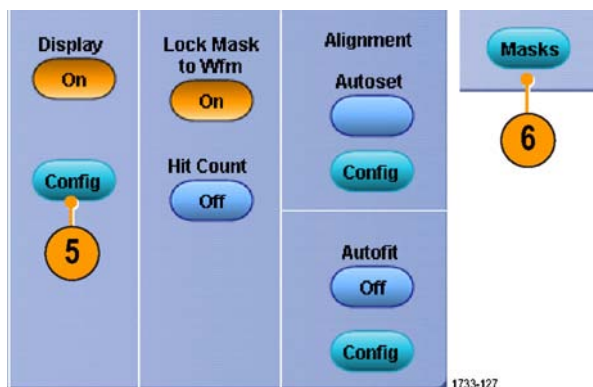 Display
On
Config
5
Lock Mask
to Wfm
On
Hit Count
Off
Alignment
Autoset
Config
Autofit
Off
Config
Masks
6
1733-127